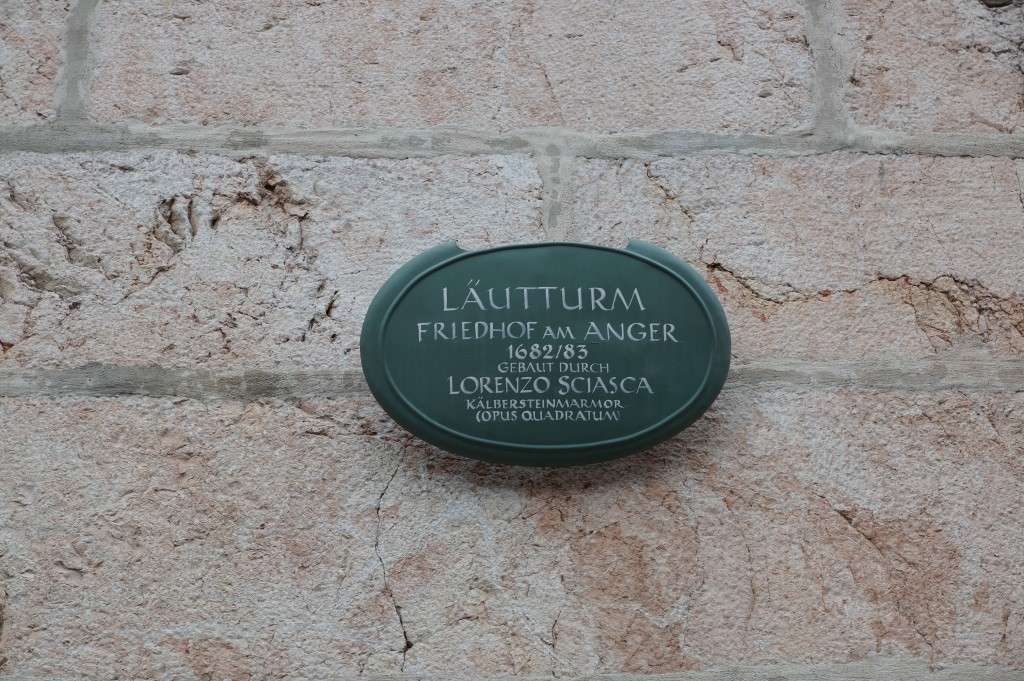 LÄUTTURM
FRIEDHOF AM ANGER
1682/83
GEBAUT DURCH
LORENZO SCIASCA
KÄLBERSTEINMARMOR
(OPUS QUADRATUM)